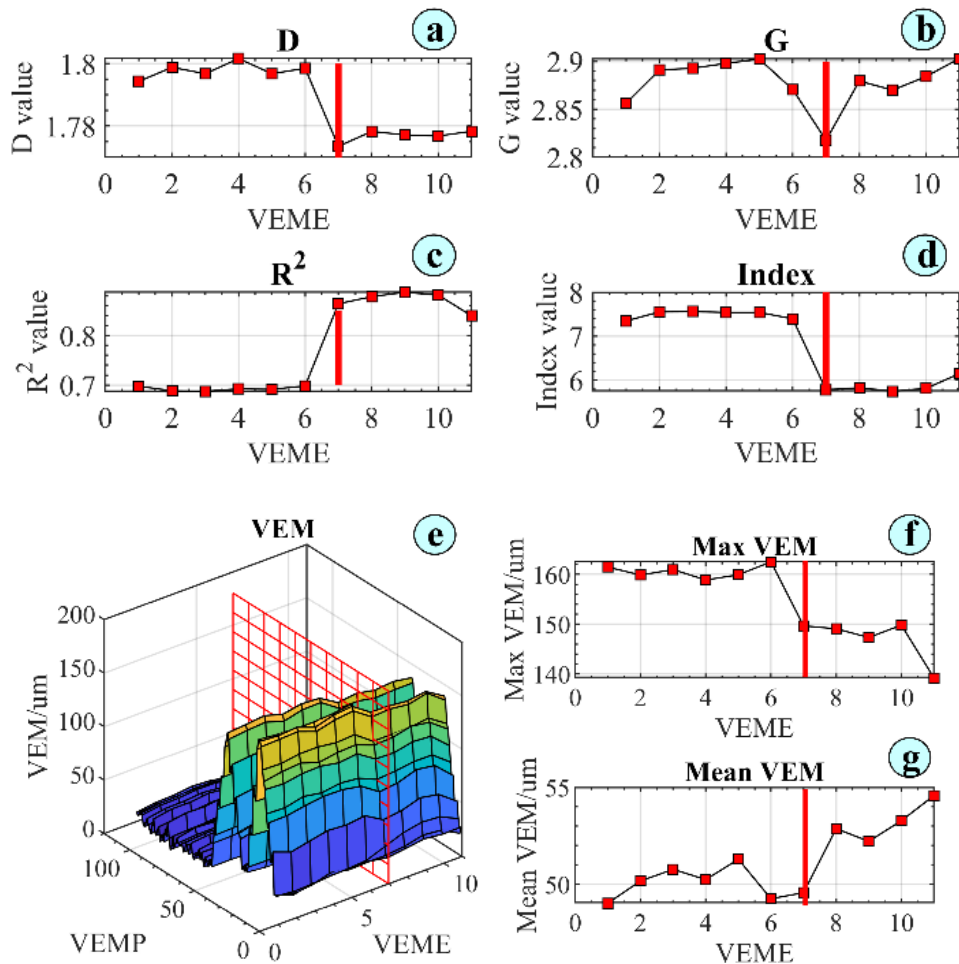 a
D
D value
1.8
1.78
0 2 4 6 8 10
VEME
b
G
G value
2.9
2.85
2.8
0 2 4 6 8 10
VEME
c
R²
R² value
0.8
0.7
0 2 4 6 8 10
VEME
d
Index
Index value
8
7
6
0 2 4 6 8 10
VEME
e
VEM
VEM/um
200
150
100
50
0
100
50
0
VEMP
0
5
10
VEME
f
Max VEM
Max VEM/um
160
150
140
0 2 4 6 8 10
VEME
g
Mean VEM
Mean VEM/um
55
50
0 2 4 6 8 10
VEME